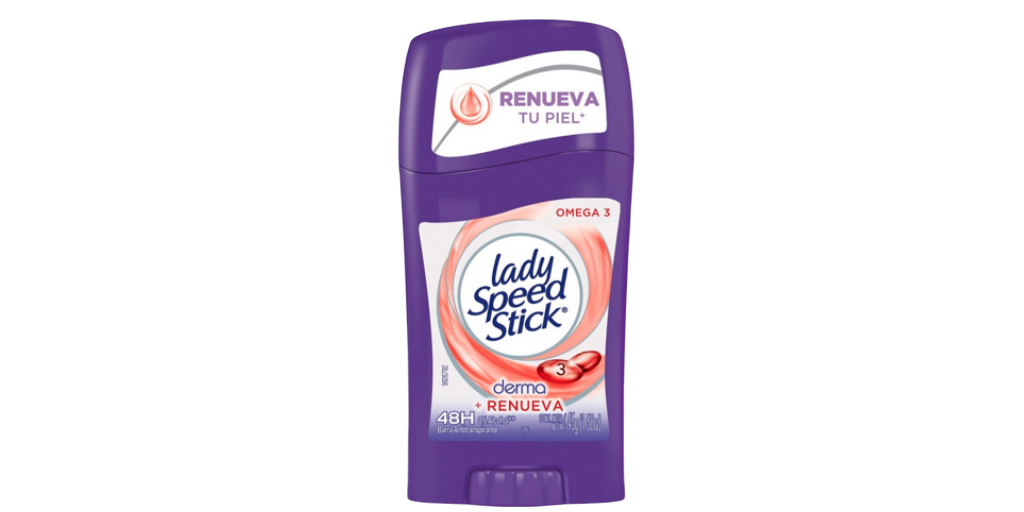 RENUEVA
TU PIEL+
OMEGA 3
lady
Speed
Stick®
3
derma
+ RENUEVA
48H
Barra Antitranspirante